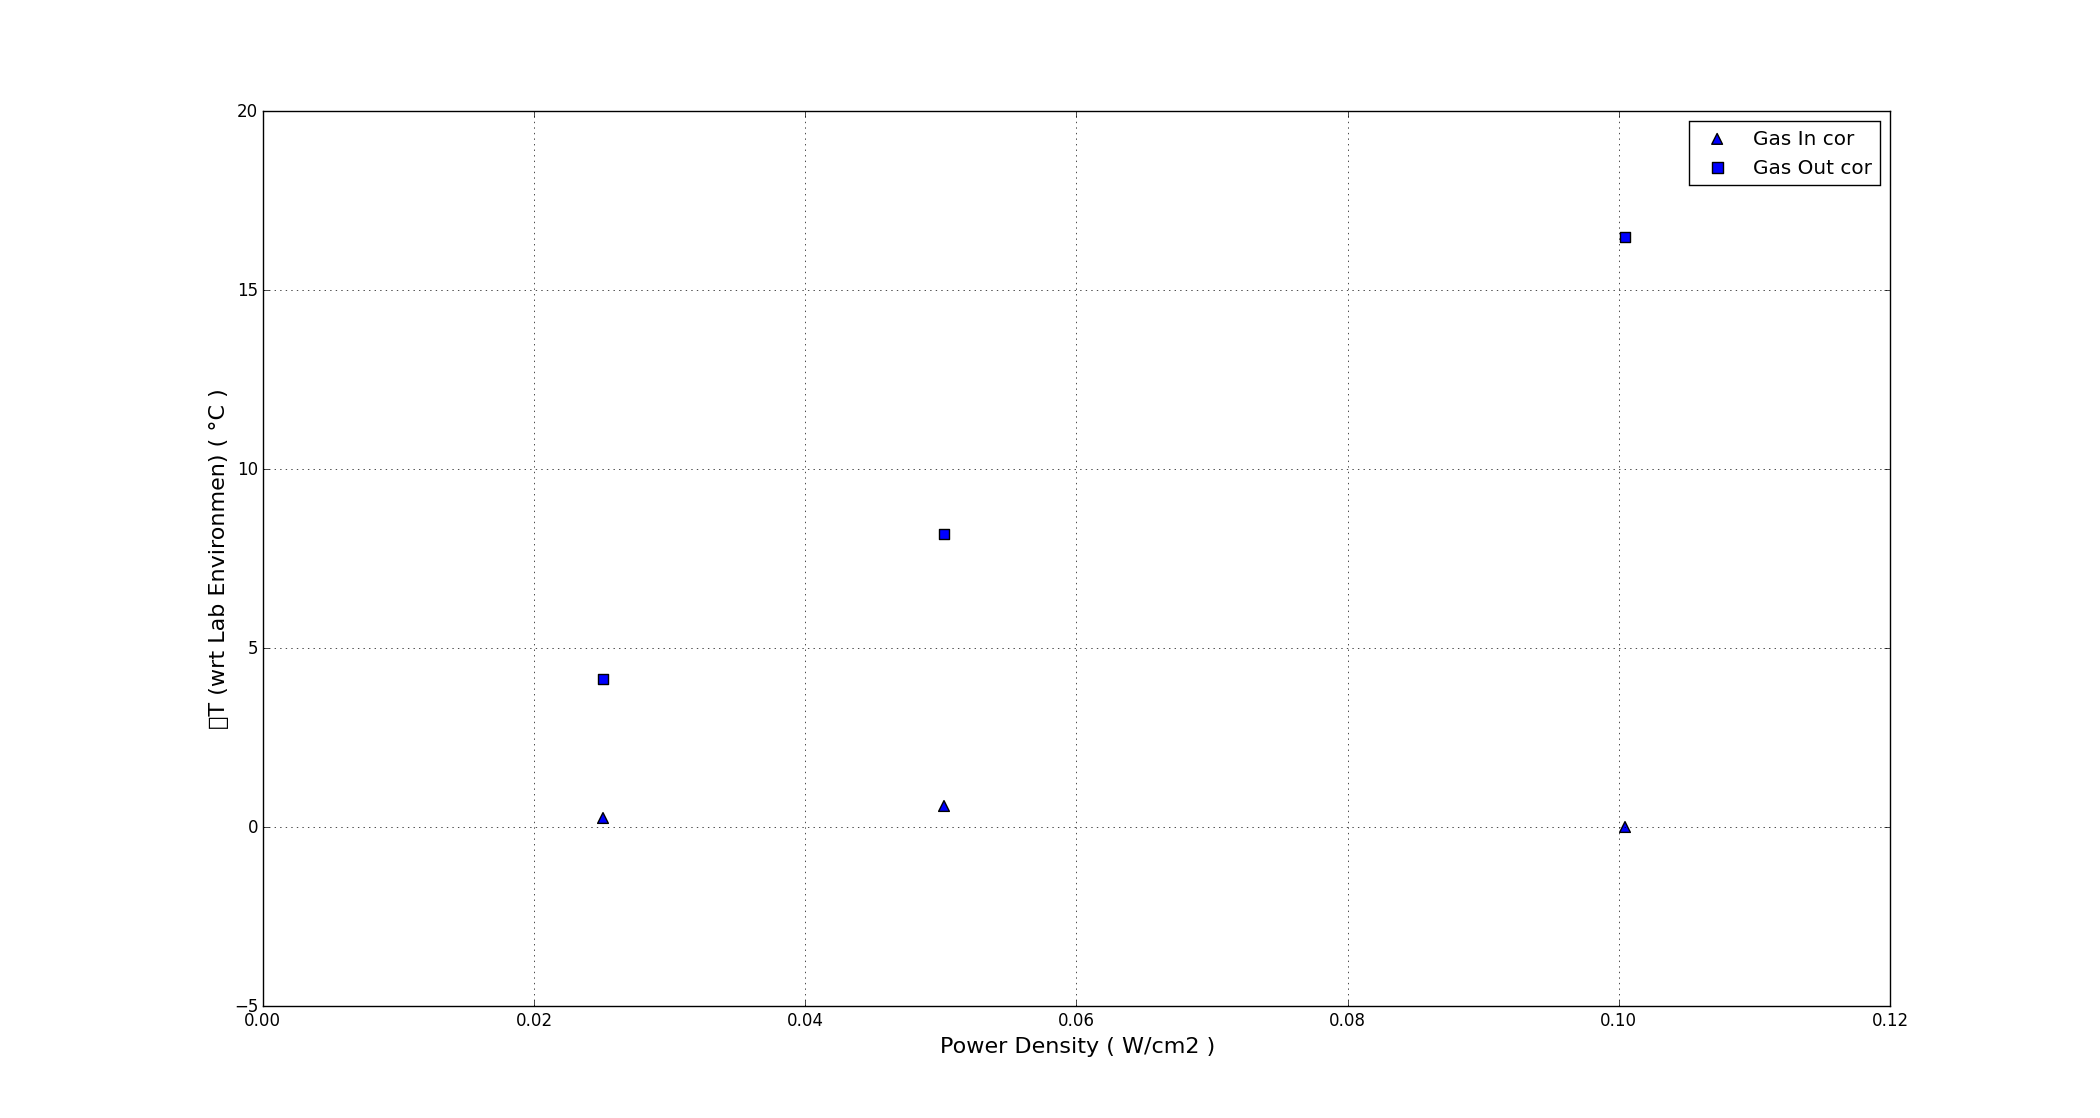 20
15
10
5
0
−5
0.00 0.02 0.04 0.06 0.08 0.10 0.12
Power Density ( W/cm2 )
▯T (wrt Lab Environmen) ( °C )
Gas In cor
Gas Out cor